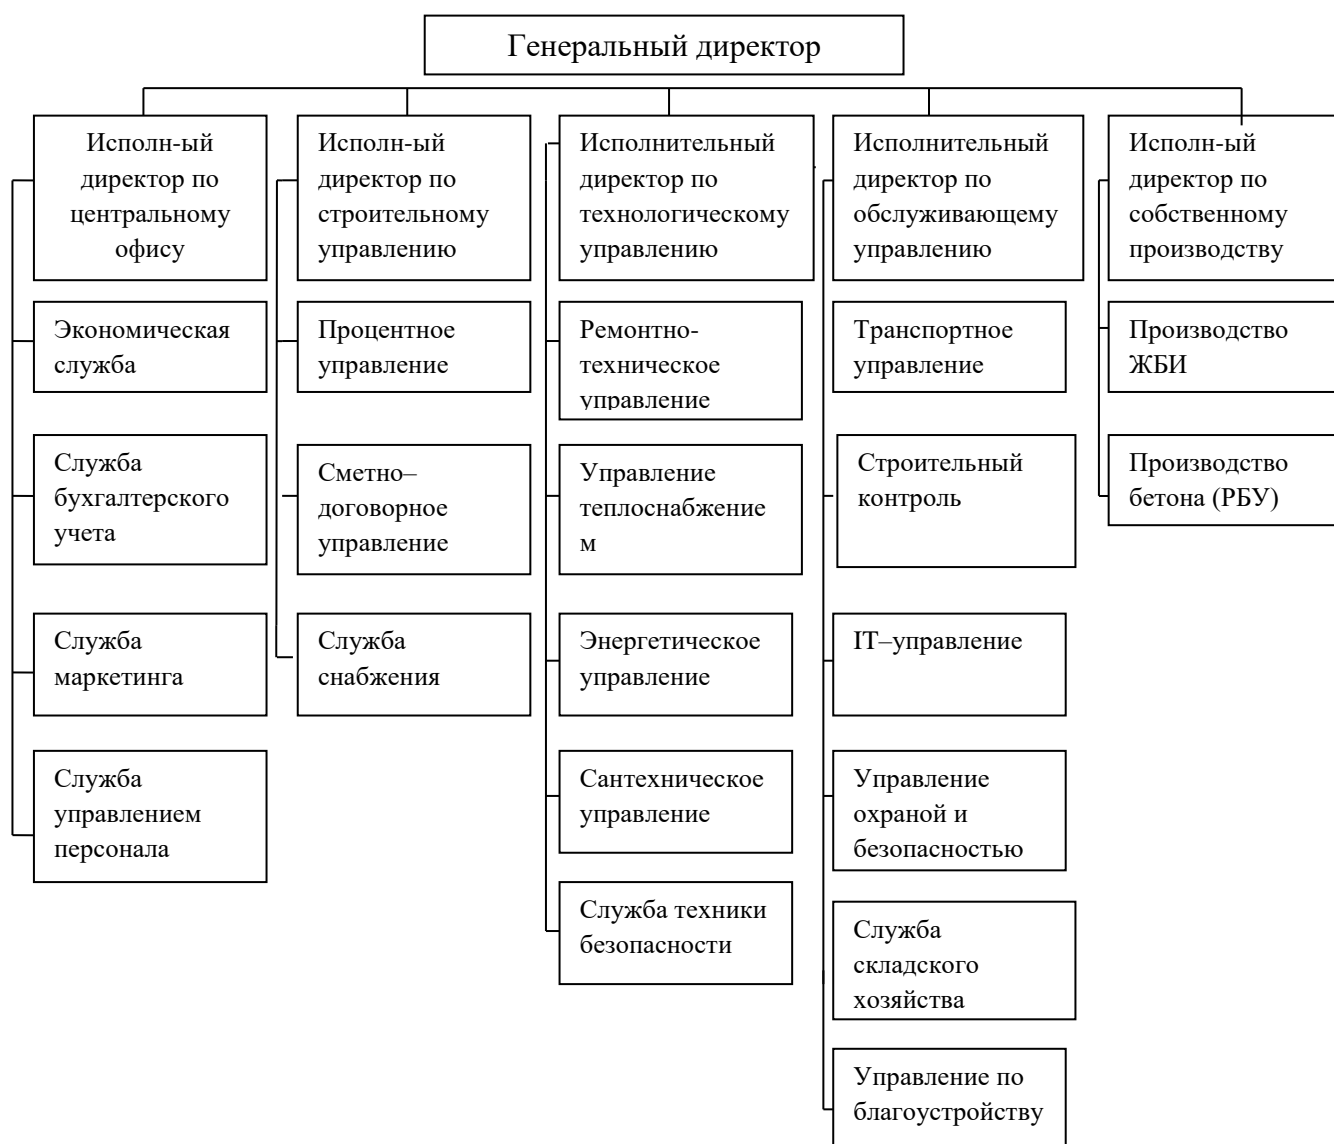 Генеральный директор
Исполн-ый
директор по
центральному
офису
Экономическая
служба
Служба
бухгалтерского
учета
Служба
маркетинга
Служба
управлением
персонала
Исполн-ый
директор по
строительному
управлению
Процентное
управление
Сметно–
договорное
управление
Служба
снабжения
Исполнительный
директор по
технологическому
управлению
Ремонтно-
техническое
управление
Управление
теплоснабжение
м
Энергетическое
управление
Сантехническое
управление
Служба техники
безопасности
Исполнительный
директор по
обслуживающему
управлению
Транспортное
управление
Строительный
контроль
IT–управление
Управление
охраной и
безопасностью
Служба
складского
хозяйства
Управление по
благоустройству
Исполн-ый
директор по
собственному
производству
Производство
ЖБИ
Производство
бетона (РБУ)